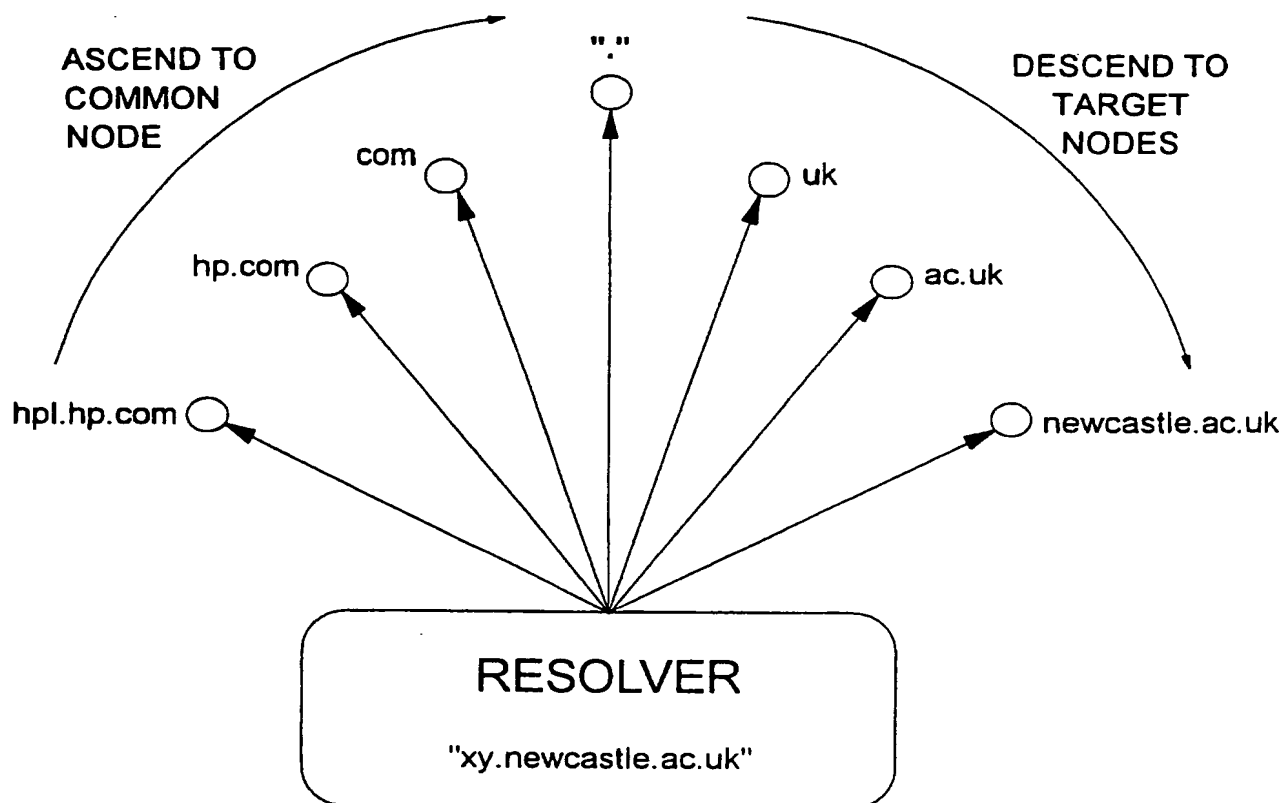 "."
ASCEND TO
COMMON
NODE
DESCEND TO
TARGET
NODES
com
uk
hp.com
ac.uk
hpl.hp.com
newcastle.ac.uk
RESOLVER
"xy.newcastle.ac.uk"